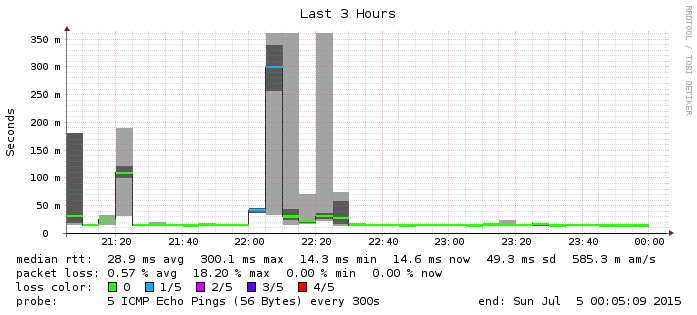 Last 3 Hours
RRDTOOL / TOBI OETIKER
Seconds
350 m
300 m
250 m
200 m
150 m
100 m
50 m
0
21:20 21:40 22:00 22:20 22:40 23:00 23:20 23:40 00:00
median rtt: 28.9 ms avg 300.1 ms max 14.3 ms min 14.6 ms now 49.3 ms sd 585.3 m am/s
packet loss: 0.57 % avg 18.20 % max 0.00 % min 0.00 % now
loss color: 0 1/5 2/5 3/5 4/5
probe: 5 ICMP Echo Pings (56 Bytes) every 300s end: Sun Jul 5 00:05:09 2015